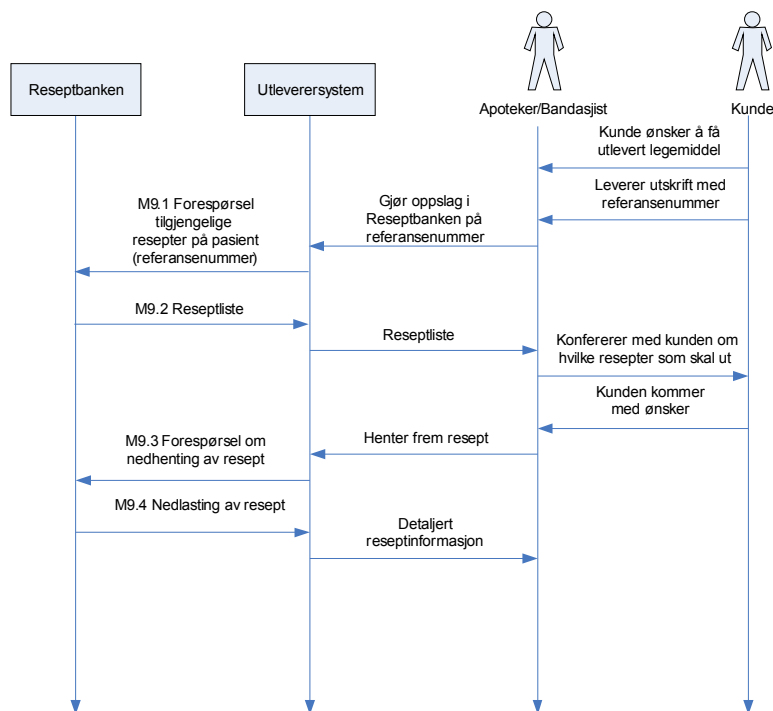 Reseptbanken
Utleverersystem
Apoteker/Bandasjist
Kunde
Kunde ønsker å få
utlevert legemiddel
Leverer utskrift med
referansenummer
Gjør oppslag i
Reseptbanken på
referansenummer
M9.1 Forespørsel
tilgjengelige
resepter på pasient
(referansenummer)
M9.2 Reseptliste
Reseptliste
Konfererer med kunden om
hvilke resepter som skal ut
Kunden kommer
med ønsker
Henter frem resept
M9.3 Forespørsel om
nedhenting av resept
M9.4 Nedlasting av resept
Detaljert
reseptinformasjon